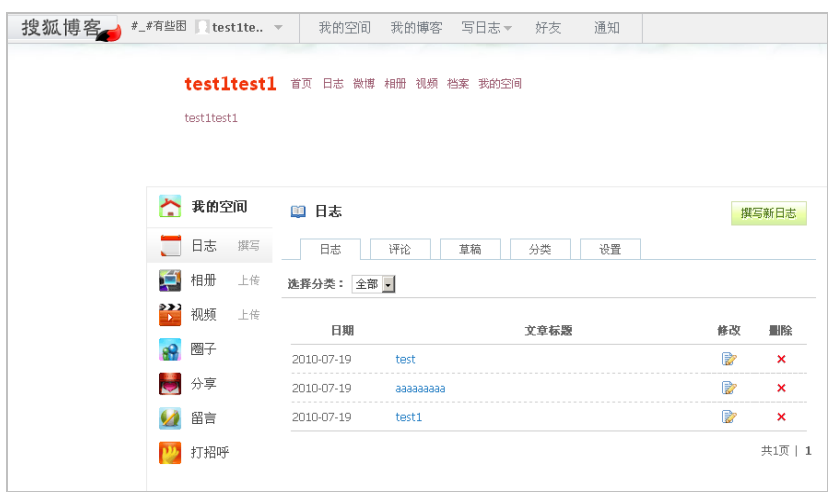 搜狐博客 #_#有些困 test1te.. 我的空间 我的博客 写日志 好友 通知
test1test1 首页 日志 微博 相册 视频 档案 我的空间
test1test1
我的空间
日志 撰写
相册 上传
视频 上传
圈子
分享
留言
打招呼
日志 撰写新日志
日志 评论 草稿 分类 设置
选择分类： 全部
日期 文章标题 修改 删除
2010-07-19 test
2010-07-19 aaaaaaaaa
2010-07-19 test1
共1页 | 1